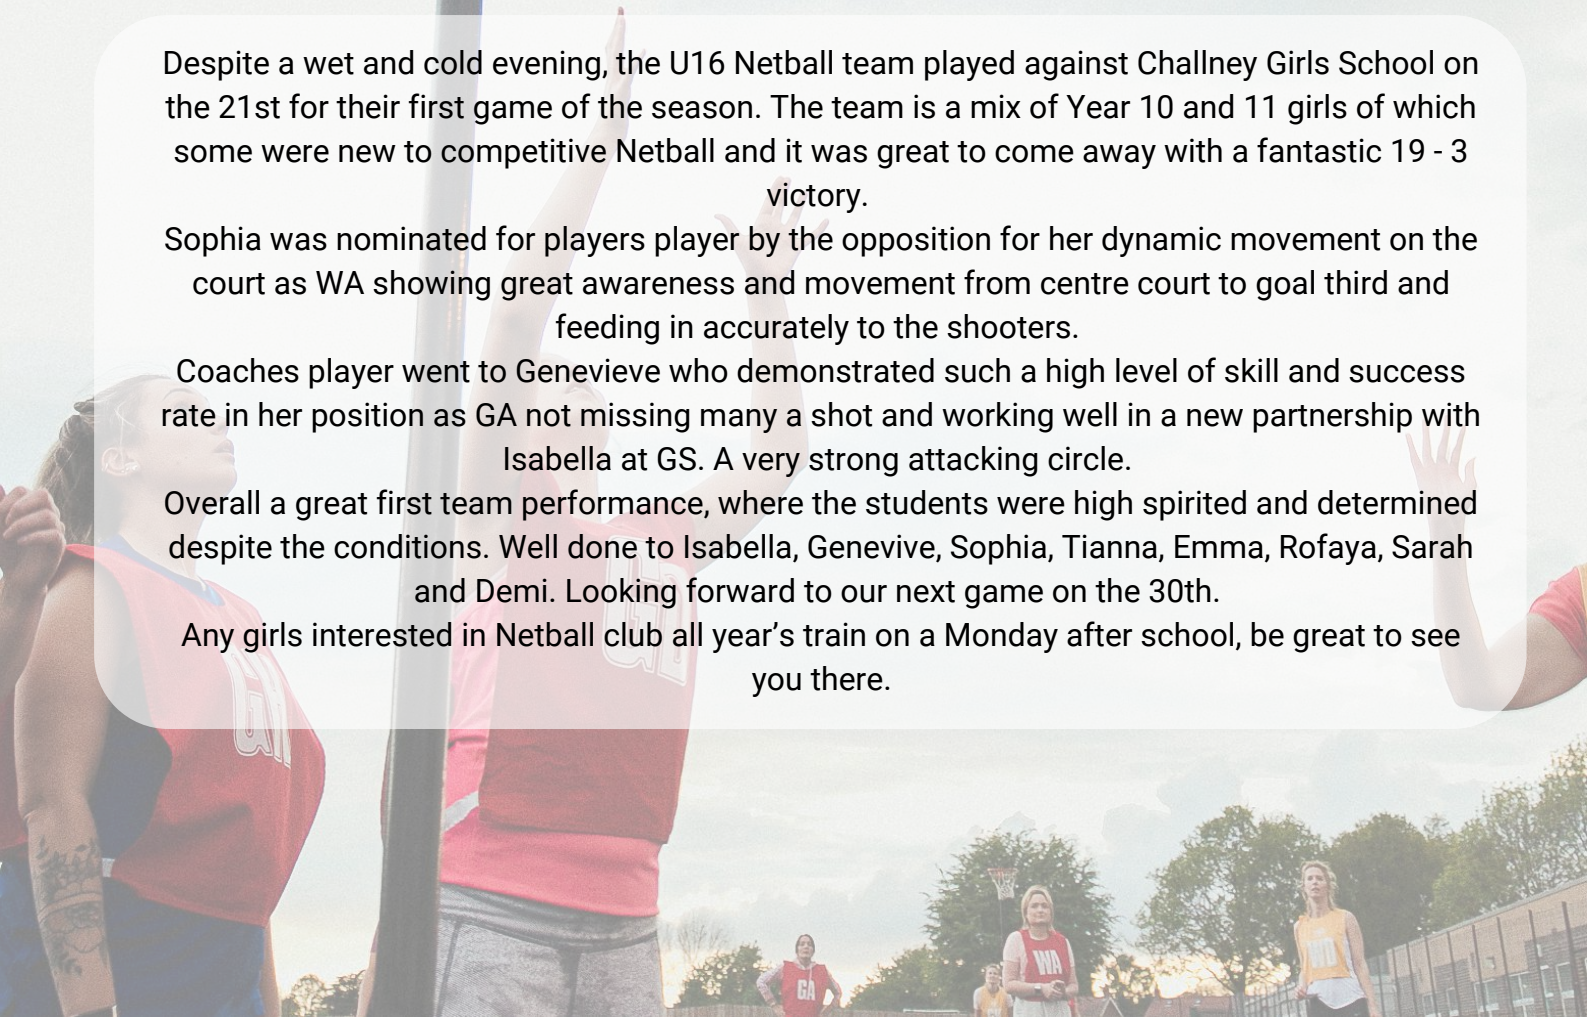 Despite a wet and cold evening, the U16 Netball team played against Challney Girls School on
the 21st for their first game of the season. The team is a mix of Year 10 and 11 girls of which
some were new to competitive Netball and it was great to come away with a fantastic 19 - 3
victory.
Sophia was nominated for players player by the opposition for her dynamic movement on the
court as WA showing great awareness and movement from centre court to goal third and
feeding in accurately to the shooters.
Coaches player went to Genevieve who demonstrated such a high level of skill and success
rate in her position as GA not missing many a shot and working well in a new partnership with
Isabella at GS. A very strong attacking circle.
Overall a great first team performance, where the students were high spirited and determined
despite the conditions. Well done to Isabella, Genevive, Sophia, Tianna, Emma, Rofaya, Sarah
and Demi. Looking forward to our next game on the 30th.
Any girls interested in Netball club all year’s train on a Monday after school, be great to see
you there.
GD
WA
GA